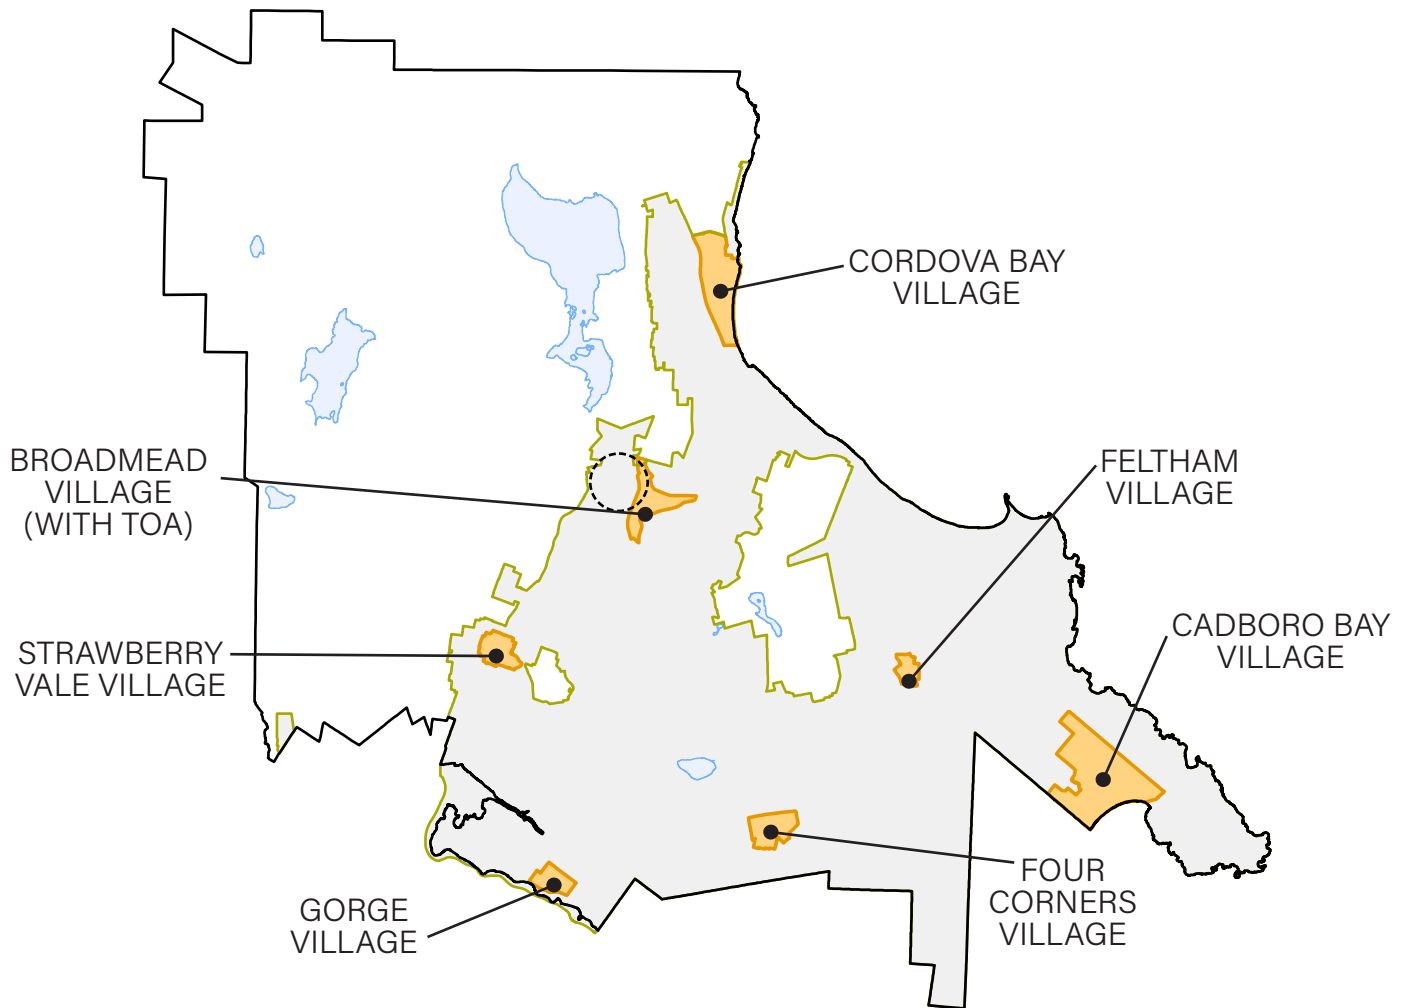 CORDOVA BAY
VILLAGE
BROADMEAD
VILLAGE
(WITH TOA)
FELTHAM
VILLAGE
STRAWBERRY
VALE VILLAGE
CADBORO BAY
VILLAGE
FOUR
CORNERS
VILLAGE
GORGE
VILLAGE